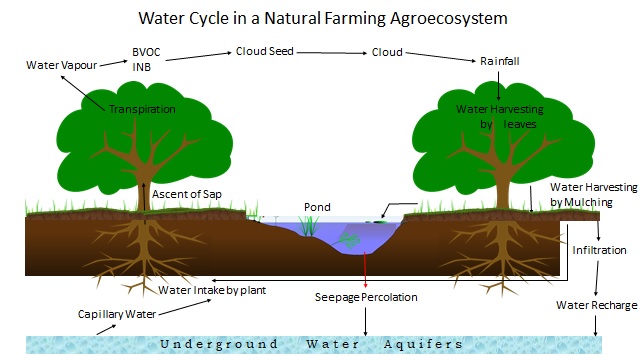 Water Cycle in a Natural Farming Agroecosystem
Water Vapour
BVOC
INB
Cloud Seed
Cloud
Rainfall
Transpiration
Water Harvesting
by leaves
Ascent of Sap
Pond
Water Harvesting
by Mulching
Infiltration
Water Intake by plant
Seepage Percolation
Water Recharge
Capillary Water
Underground Water Aquifers